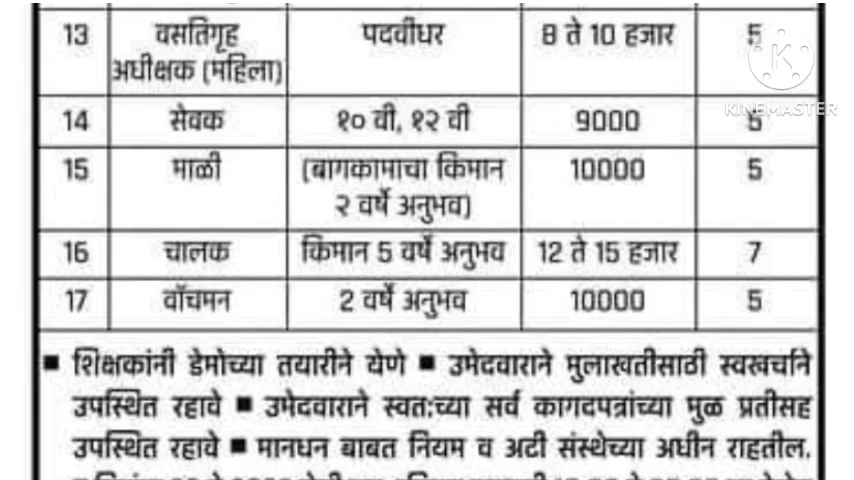 13 वसतिगृह पदवीधर 8 ते 10 हजार 5
अधीक्षक (महिला)
KINEMASTER
14 सेवक १० वी, १२ वी 9000 5
15 माळी (बागकामाचा किमान 10000 5
२ वर्षे अनुभव)
16 चालक किमान 5 वर्षे अनुभव 12 ते 15 हजार 7
17 वॉचमन 2 वर्षे अनुभव 10000 5
■ शिक्षकांनी डेमोच्या तयारीने येणे ■ उमेदवाराने मुलाखतीसाठी स्वखर्चाने
उपस्थित रहावे ■ उमेदवाराने स्वतःच्या सर्व कागदपत्रांच्या मुळ प्रतीसह
उपस्थित रहावे ■ मानधन बाबत नियम व अटी संस्थेच्या अधीन राहतील.